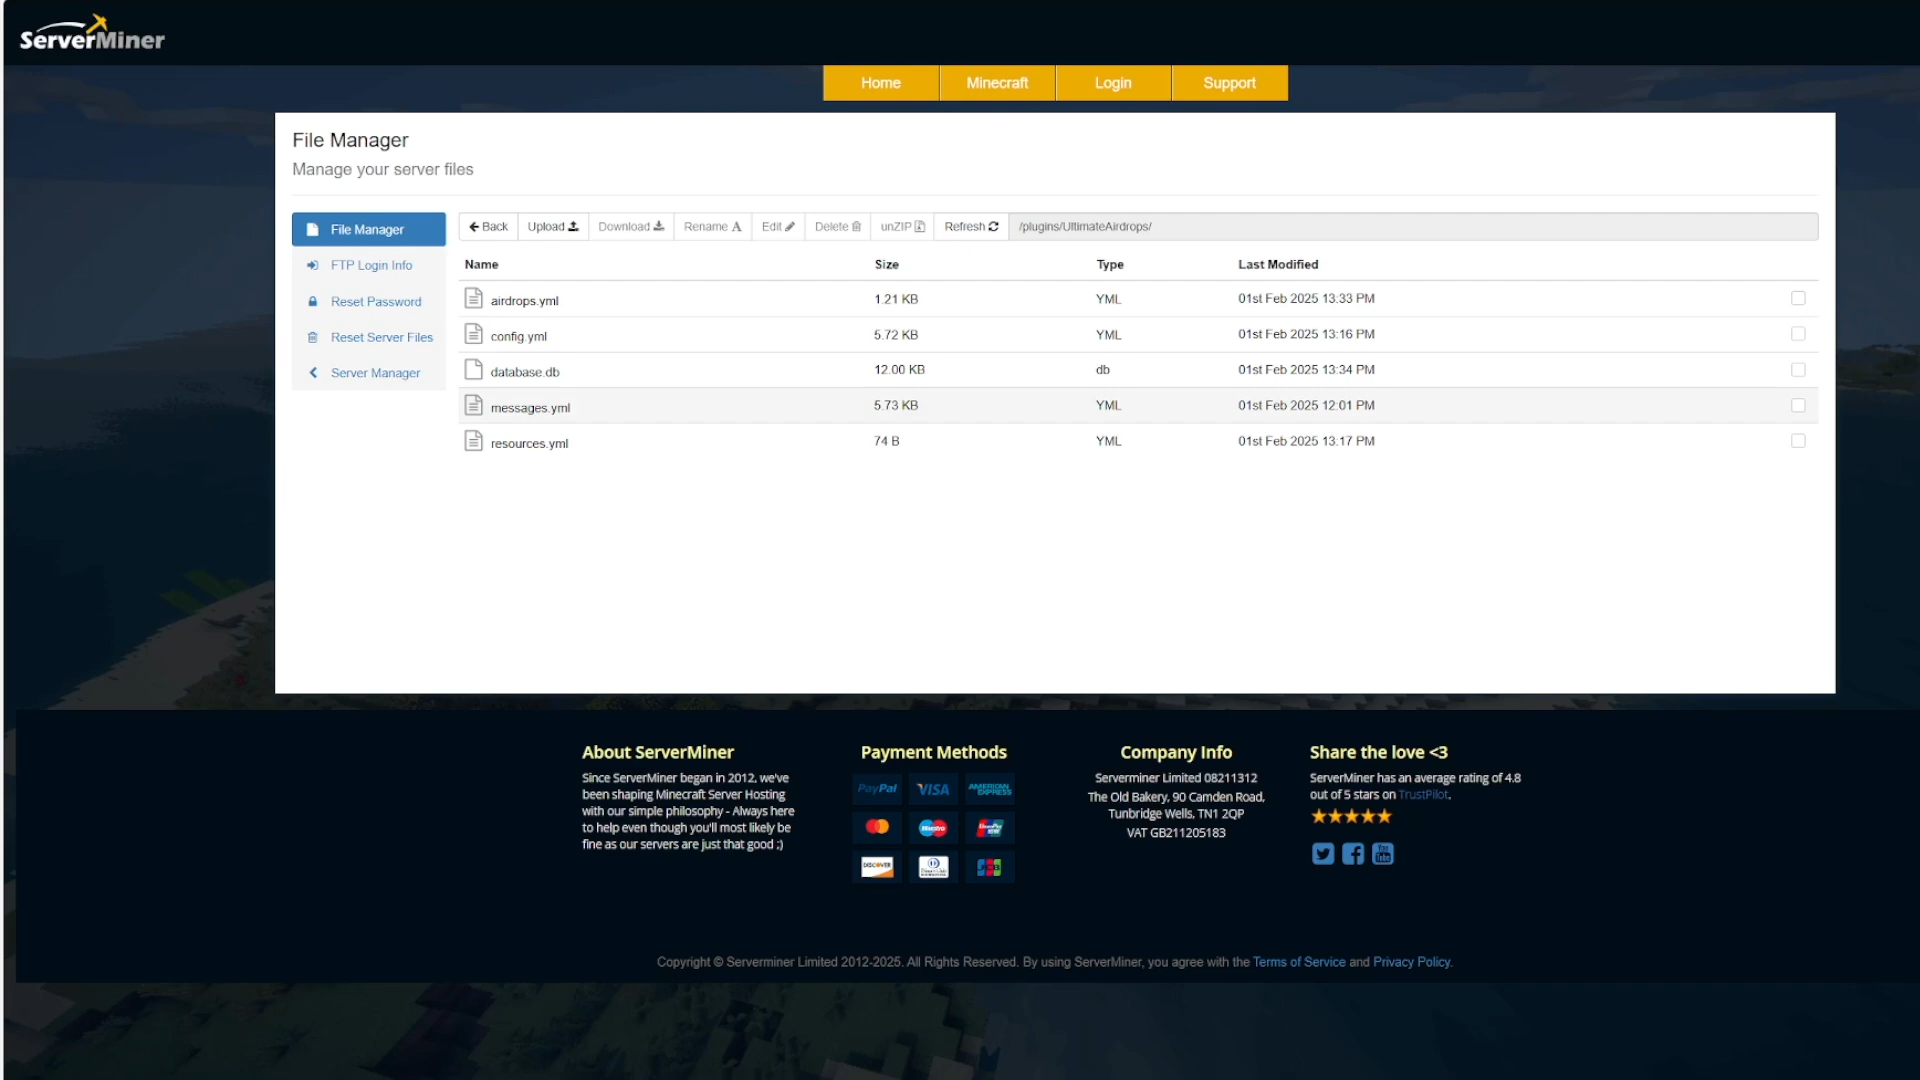 ServerMiner
Home
Minecraft
Login
Support
File Manager
Manage your server files
File Manager
FTP Login Info
Reset Password
Reset Server Files
Server Manager
Back
Upload
Download
Rename
Edit
Delete
unZIP
Refresh
/plugins/UltimateAirdrops/
Name Size Type Last Modified
airdrops.yml 1.21 KB YML 01st Feb 2025 13:33 PM
config.yml 5.72 KB YML 01st Feb 2025 13:16 PM
database.db 12.00 KB db 01st Feb 2025 13:34 PM
messages.yml 5.73 KB YML 01st Feb 2025 12:01 PM
resources.yml 74 B YML 01st Feb 2025 13:17 PM
About ServerMiner
Since ServerMiner began in 2012, we've
been shaping Minecraft Server Hosting
with our simple philosophy - Always here
to help even though you'll most likely be
fine as our servers are just that good ;)
Payment Methods
PayPal
VISA
AMERICAN EXPRESS
Maestro
DISCOVER
JCB
Company Info
Serverminer Limited 08211312
The Old Bakery, 90 Camden Road,
Tunbridge Wells, TN1 2QP
VAT GB211205183
Share the love <3
ServerMiner has an average rating of 4.8
out of 5 stars on TrustPilot.
You Tube
Copyright © Serverminer Limited 2012-2025. All Rights Reserved. By using ServerMiner, you agree with the Terms of Service and Privacy Policy.